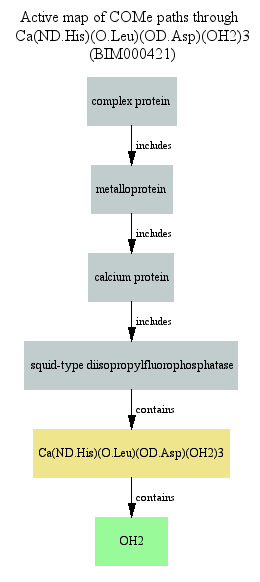 Active map of COMe paths through
Ca(ND.His)(O.Leu)(OD.Asp)(OH2)3
(BIM000421)
complex protein
includes
metalloprotein
includes
calcium protein
includes
squid-type diisopropylfluorophosphatase
contains
Ca(ND.His)(O.Leu)(OD.Asp)(OH2)3
contains
OH2